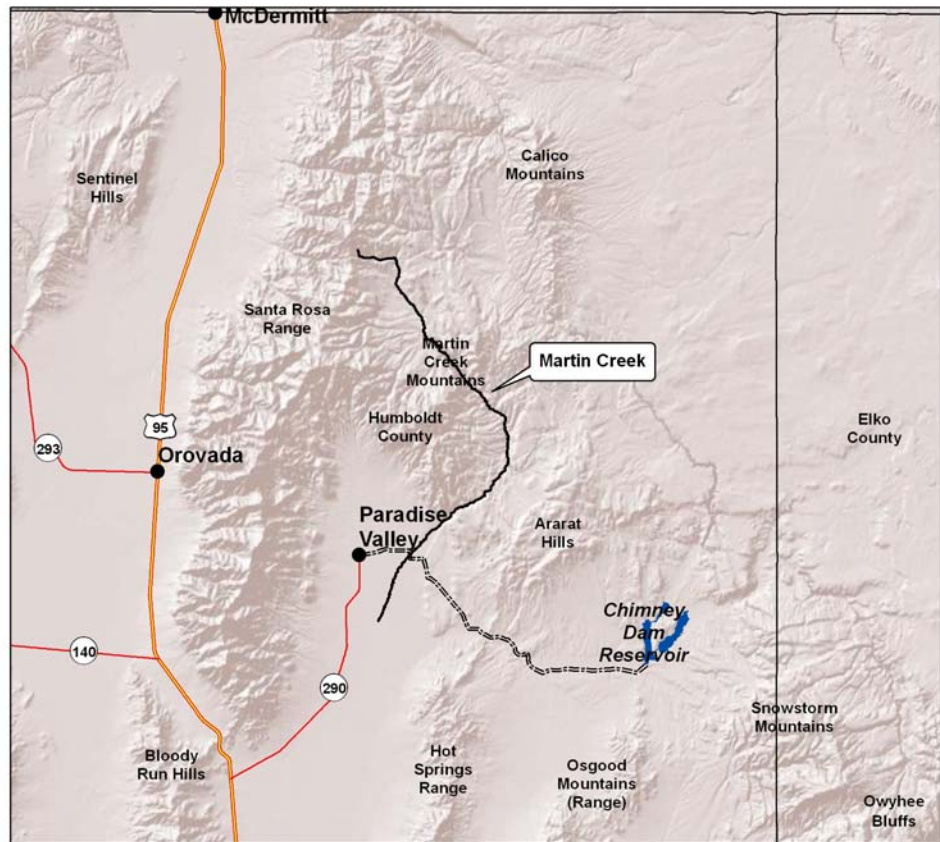 McDermitt
Calico
Mountains
Sentinel
Hills
Santa Rosa
Range
Martin
Creek
Mountains
Martin Creek
Humboldt
County
95
Elko
County
293
Orovada
Paradise
Valley
Ararat
Hills
Chimney
Dam
Reservoir
140
290
Snowstorm
Mountains
Bloody
Run Hills
Hot
Springs
Range
Osgood
Mountains
(Range)
Owyhee
Bluffs